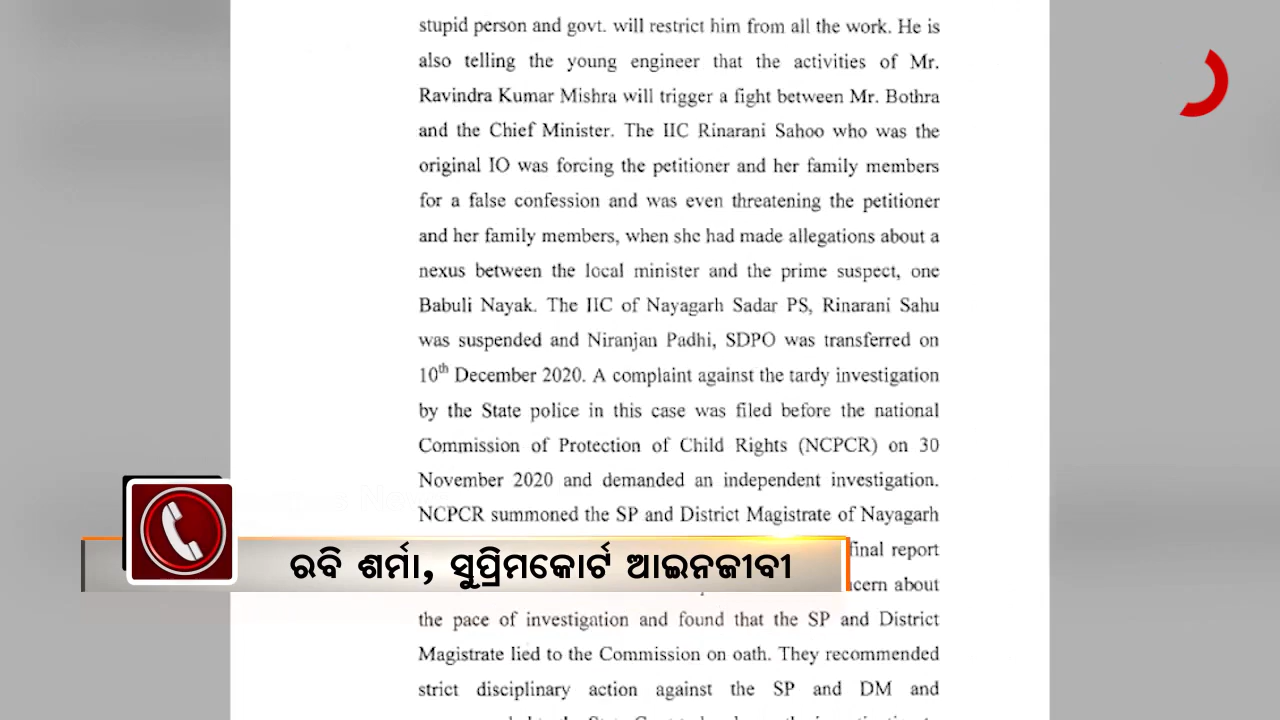 stupid person and govt. will restrict him from all the work. He is
also telling the young engineer that the activities of Mr.
Ravindra Kumar Mishra will trigger a fight between Mr. Bothra
and the Chief Minister. The IIC Rinarani Sahoo who was the
original IO was forcing the petitioner and her family members
for a false confession and was even threatening the petitioner
and her family members, when she had made allegations about a
nexus between the local minister and the prime suspect, one
Babuli Nayak. The IIC of Nayagarh Sadar PS, Rinarani Sahu
was suspended and Niranjan Padhi, SDPO was transferred on
10th December 2020. A complaint against the tardy investigation
by the State police in this case was filed before the national
Commission of Protection of Child Rights (NCPCR) on 30
November 2020 and demanded an independent investigation.
NCPCR summoned the SP and District Magistrate of Nayagarh
final report
ରବି ଶର୍ମା, ସୁପ୍ରିମକୋର୍ଟ ଆଇନଜୀବୀ
about
the pace of investigation and found that the SP and District
Magistrate lied to the Commission on oath. They recommended
strict disciplinary action against the SP and DM and